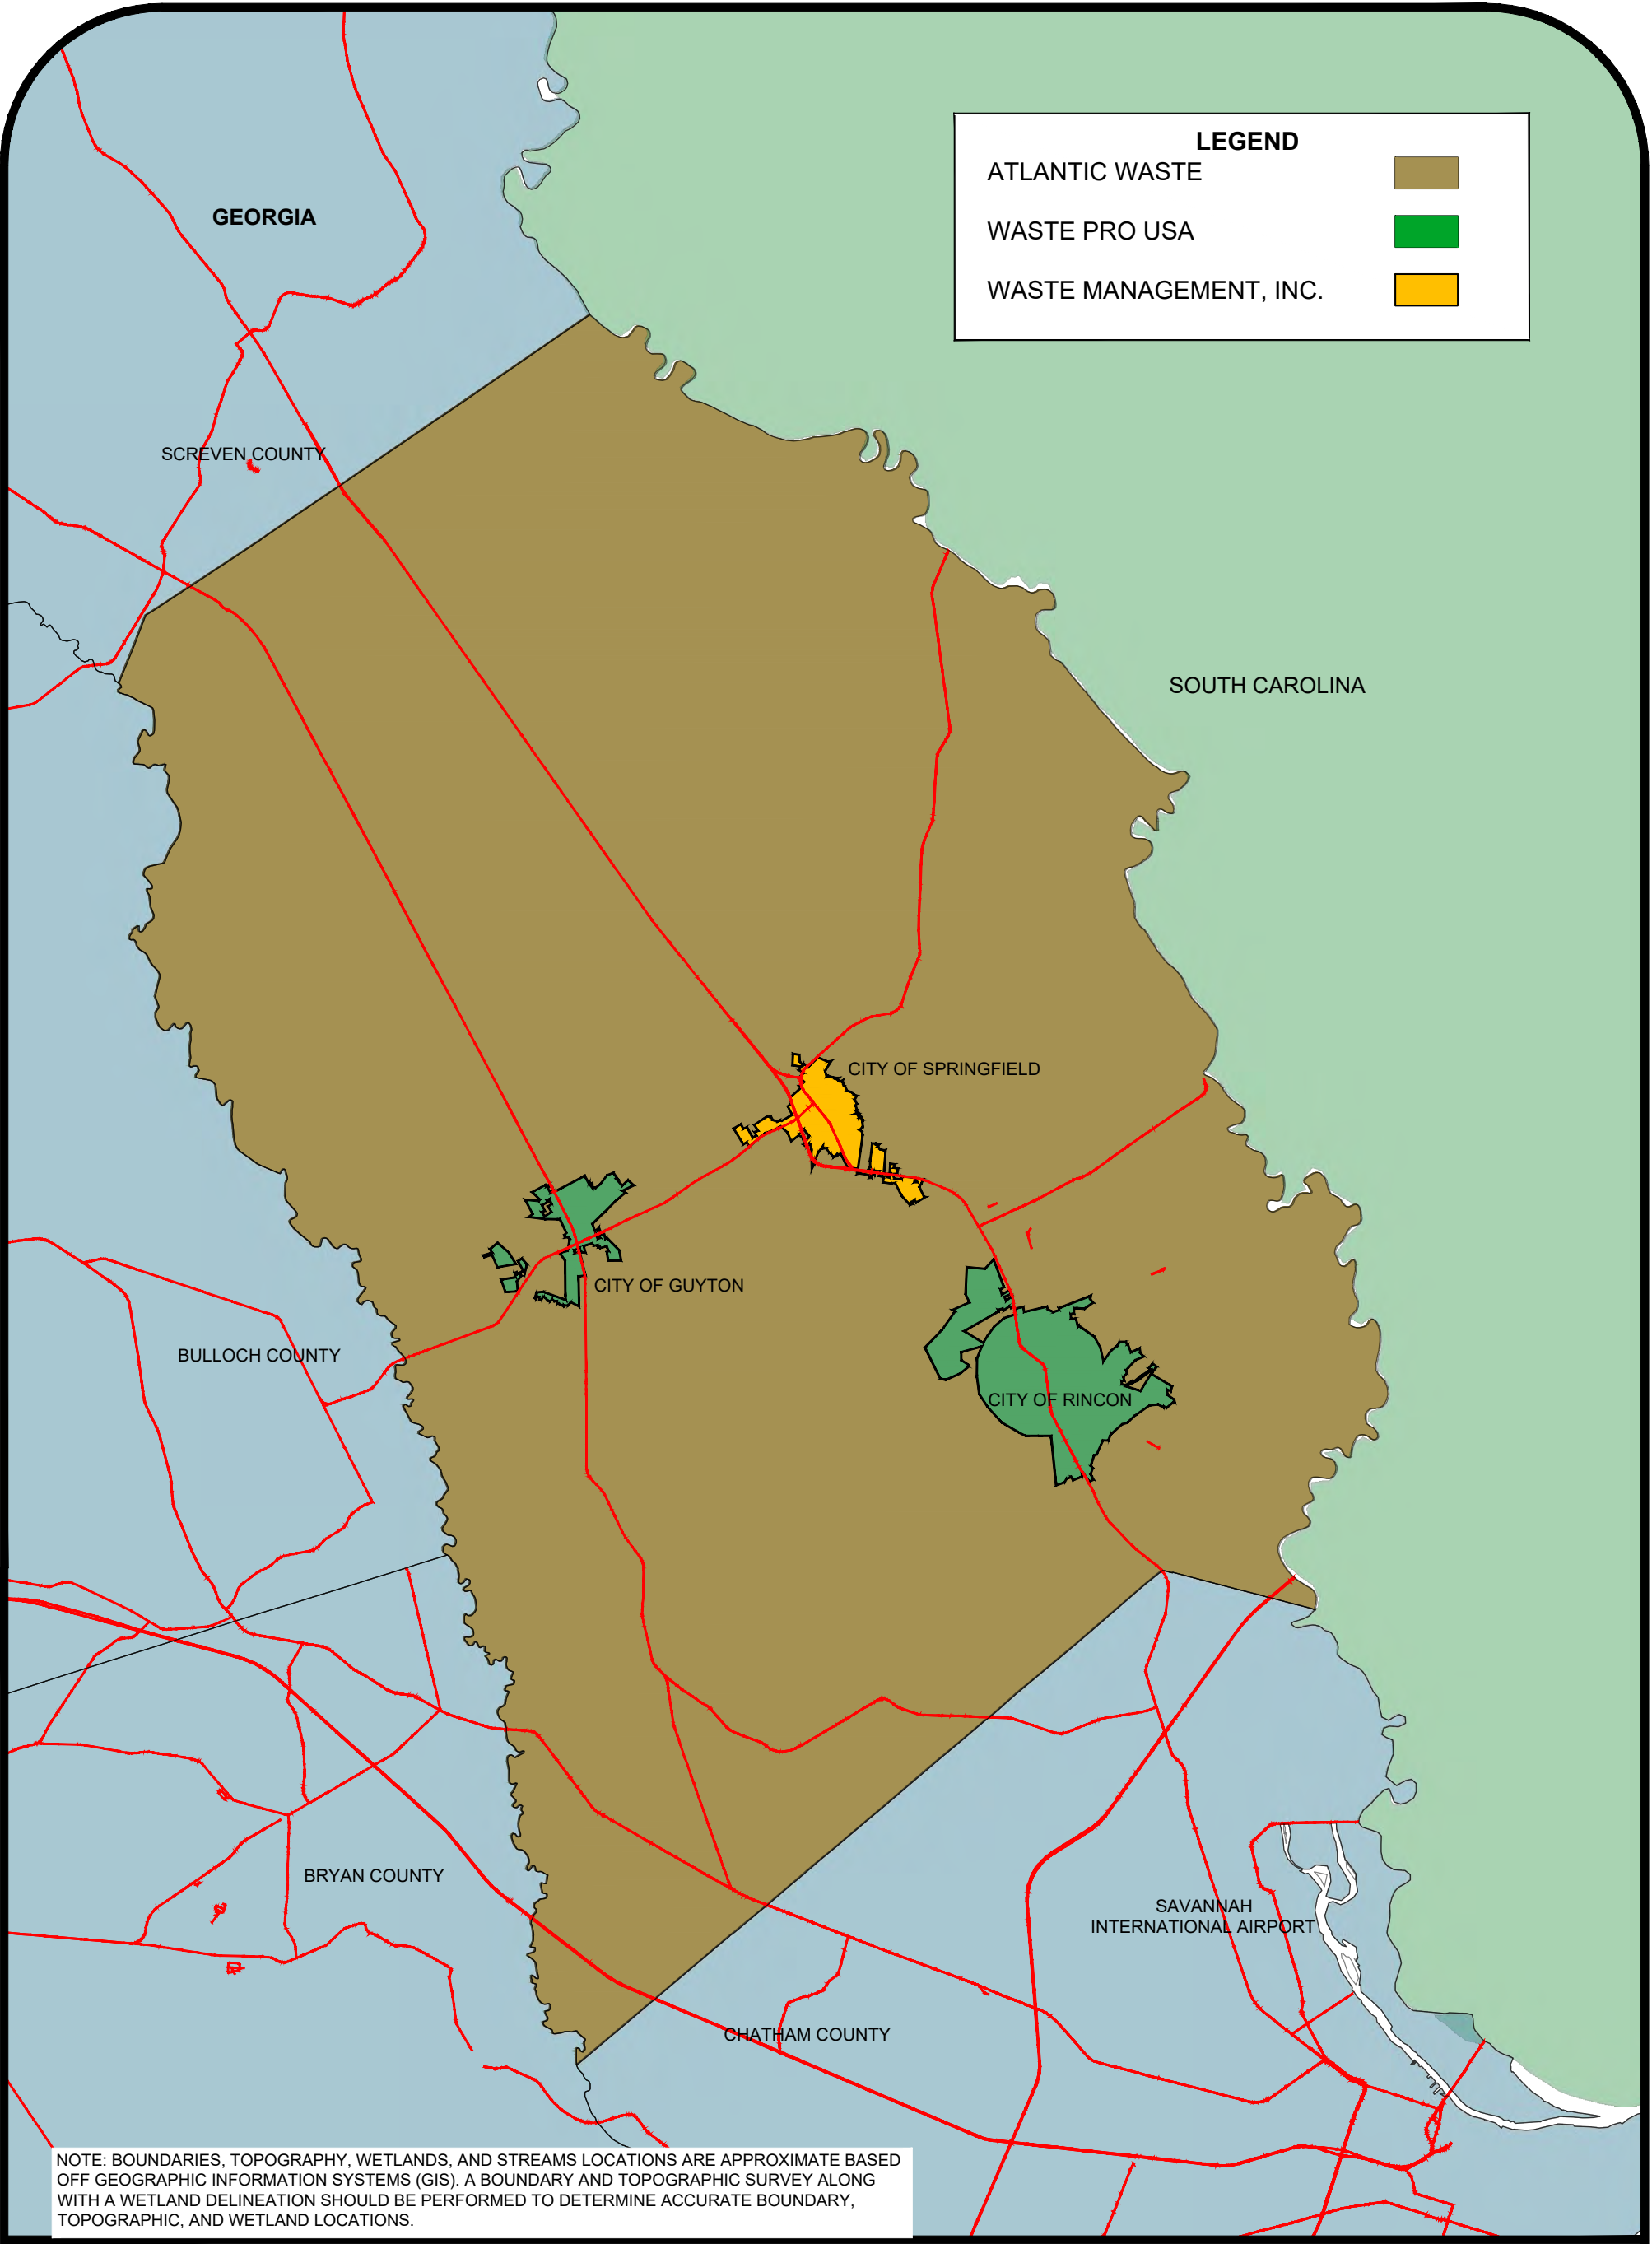 LEGEND
ATLANTIC WASTE
WASTE PRO USA
WASTE MANAGEMENT, INC.
GEORGIA
SCREVEN COUNTY
SOUTH CAROLINA
CITY OF SPRINGFIELD
CITY OF GUYTON
BULLOCH COUNTY
CITY OF RINCON
BRYAN COUNTY
SAVANNAH
INTERNATIONAL AIRPORT
CHATHAM COUNTY
NOTE: BOUNDARIES, TOPOGRAPHY, WETLANDS, AND STREAMS LOCATIONS ARE APPROXIMATE BASED
OFF GEOGRAPHIC INFORMATION SYSTEMS (GIS). A BOUNDARY AND TOPOGRAPHIC SURVEY ALONG
WITH A WETLAND DELINEATION SHOULD BE PERFORMED TO DETERMINE ACCURATE BOUNDARY,
TOPOGRAPHIC, AND WETLAND LOCATIONS.